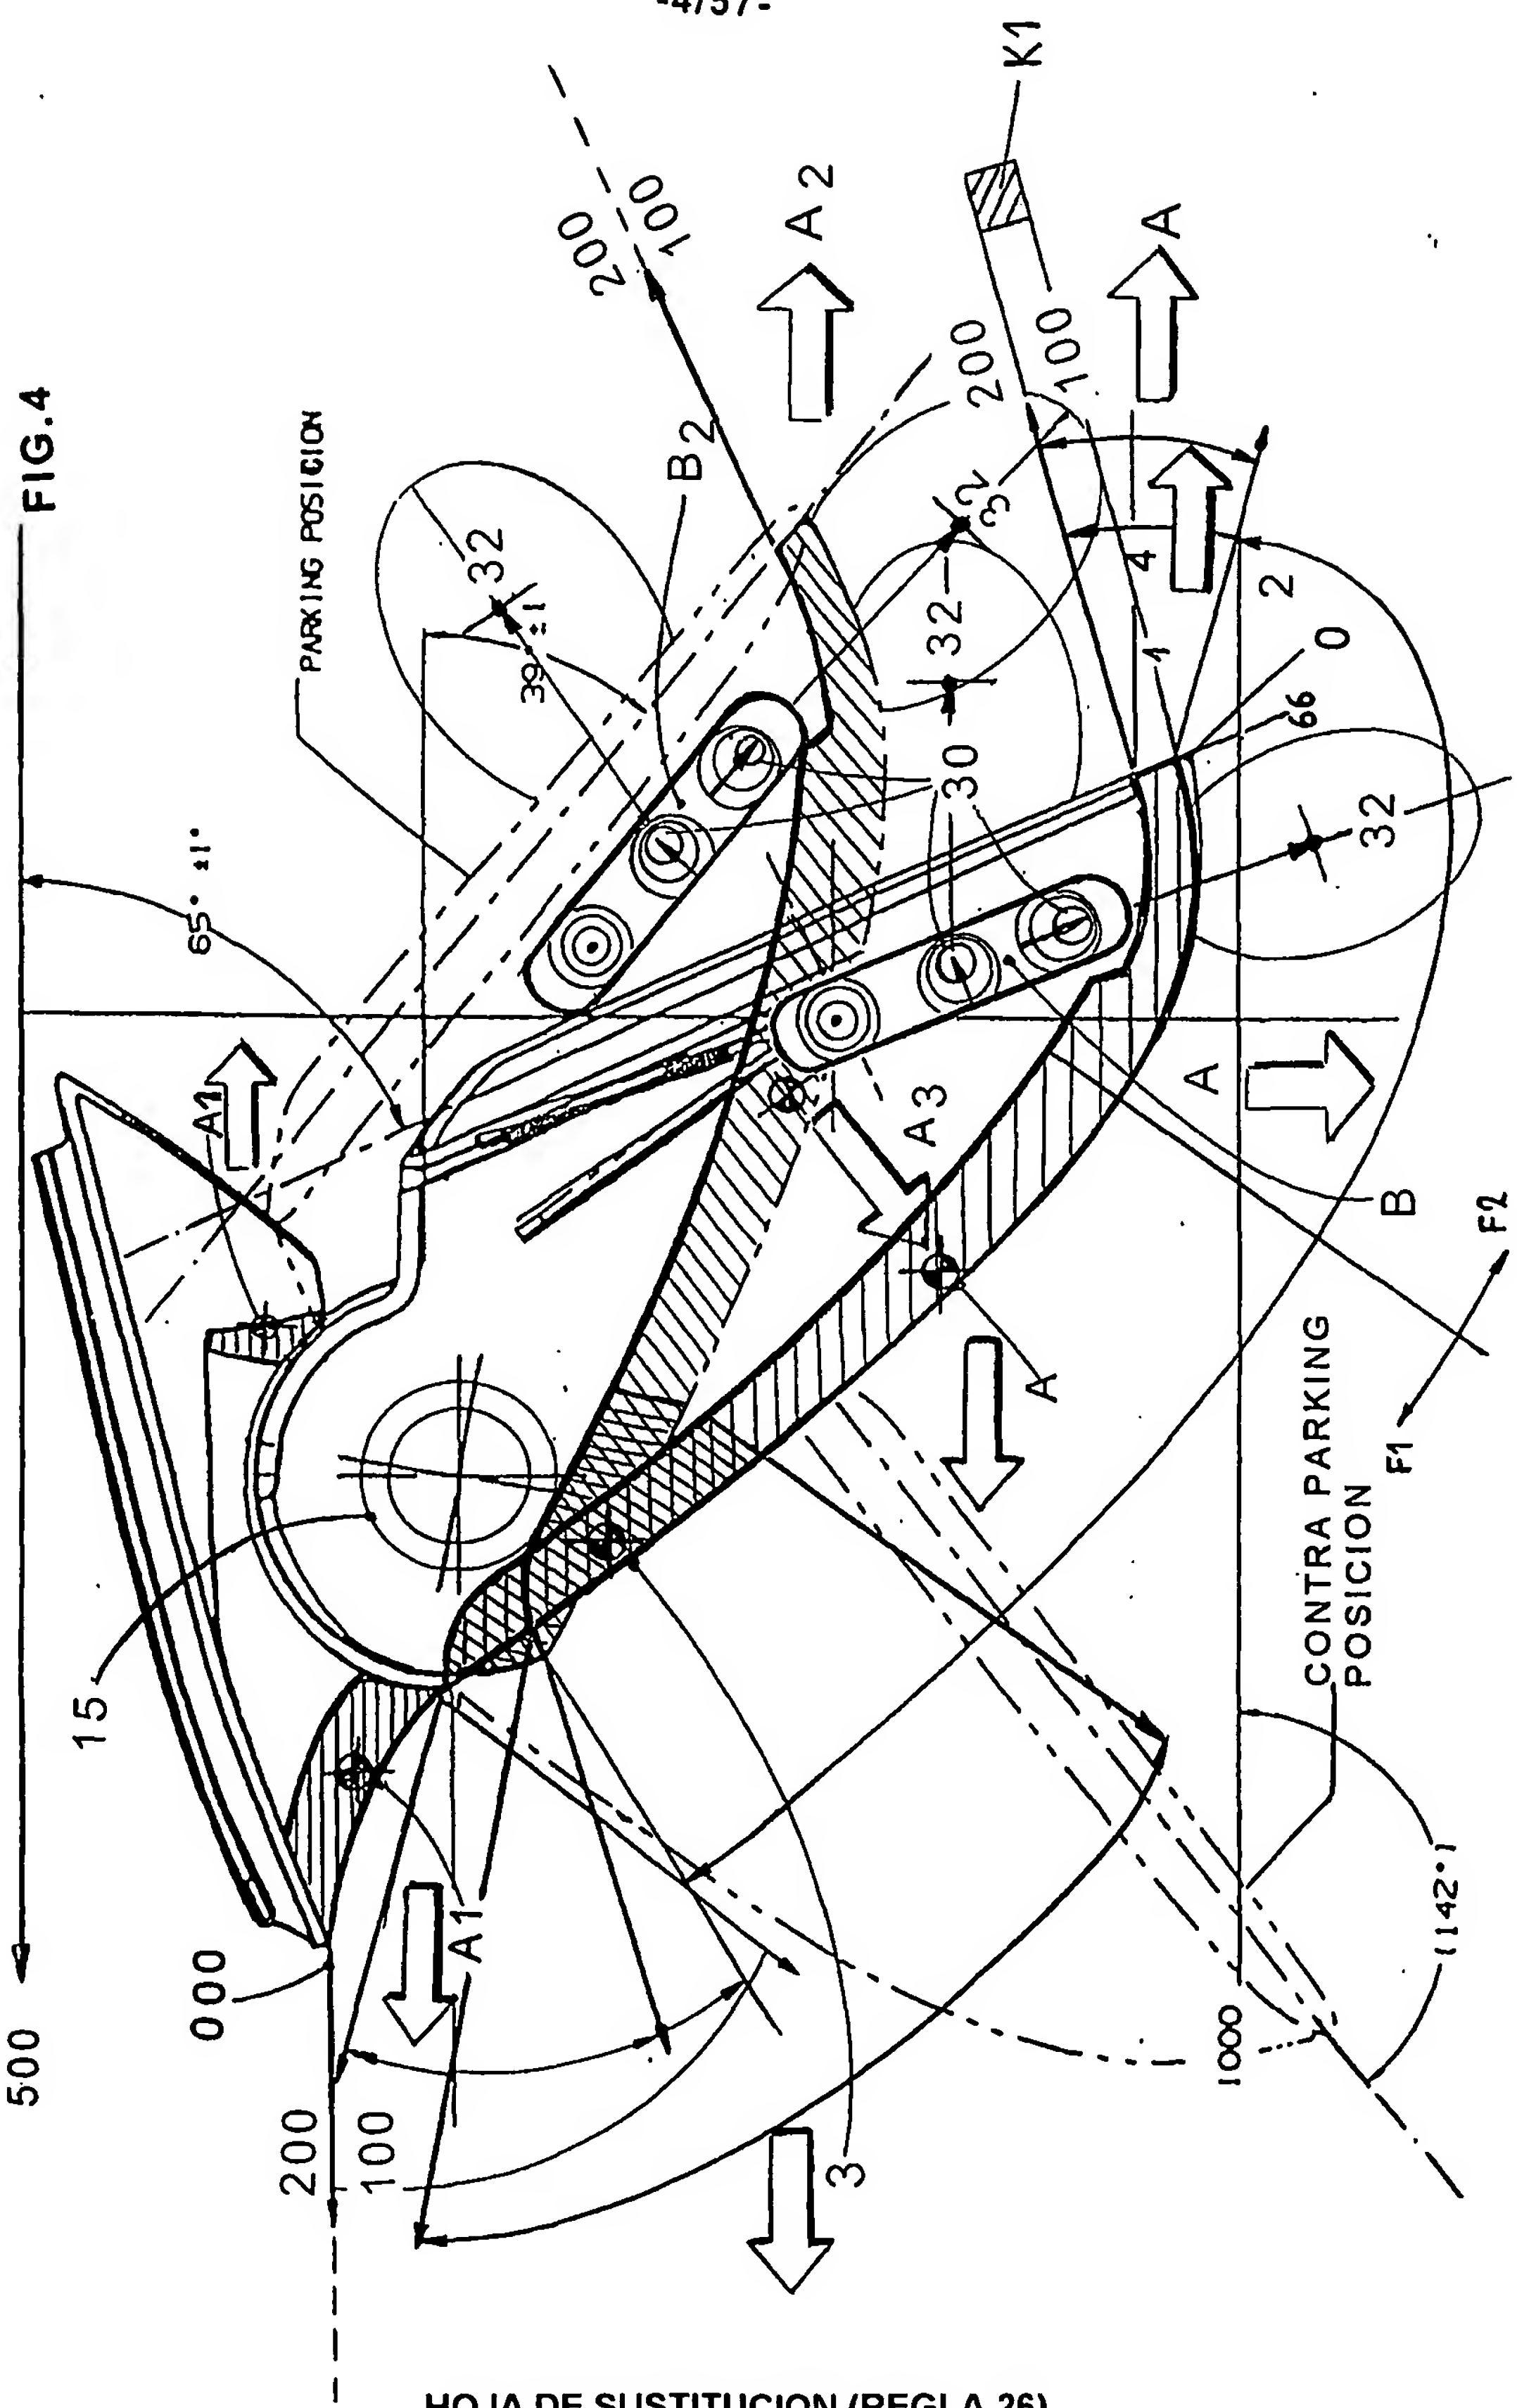 -4/57-
FIG.4
500
PARKING POSICION
65° ±1°
39° ±1
K1
200
100
A2
A
B2
32
32
200
100
32
30
4
2
1
0
66
32
A1
A3
A
B
F2
F1
A
15
000
A1
200
100
3
CONTRA PARKING
POSICION
1000
(142°)
HOJA DE SUSTITUCION (REGLA 26)